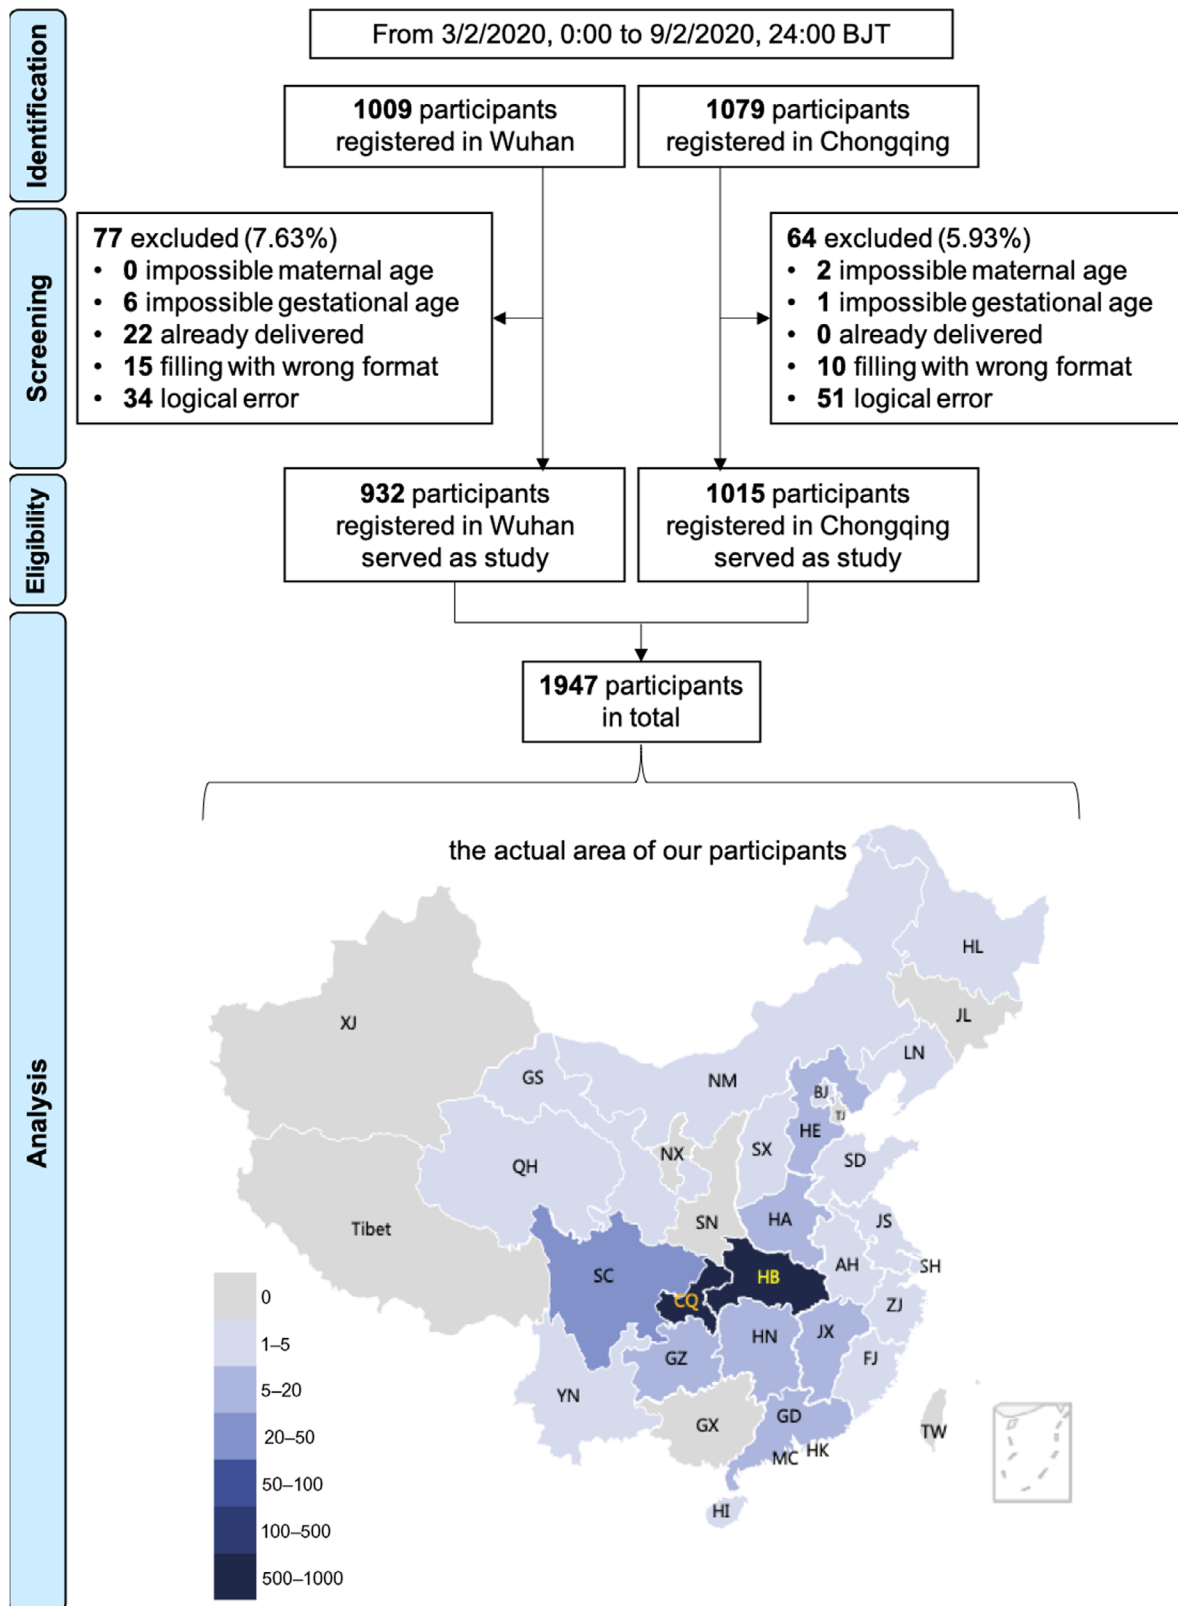 Identification
From 3/2/2020, 0:00 to 9/2/2020, 24:00 BJT
1009 participants
registered in Wuhan
1079 participants
registered in Chongqing
Screening
77 excluded (7.63%)
• 0 impossible maternal age
• 6 impossible gestational age
• 22 already delivered
• 15 filling with wrong format
• 34 logical error
64 excluded (5.93%)
• 2 impossible maternal age
• 1 impossible gestational age
• 0 already delivered
• 10 filling with wrong format
• 51 logical error
Eligibility
932 participants
registered in Wuhan
served as study
1015 participants
registered in Chongqing
served as study
Analysis
1947 participants
in total
the actual area of our participants
HL
JL
XJ
LN
GS
NM
BJ
TJ
HE
NX
SX
SD
QH
SN
HA
JS
Tibet
AH
SH
SC
HB
CQ
ZJ
HN
JX
GZ
FJ
YN
GX
GD
TW
MC
HK
HI
0
1–5
5–20
20–50
50–100
100–500
500–1000